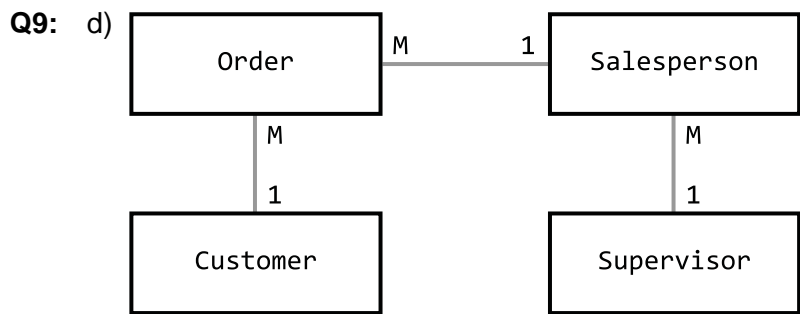 Q9: d)
Order M 1 Salesperson
M M
1 1
Customer Supervisor